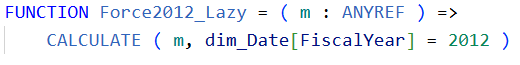 FUNCTION Force2012_Lazy = ( m : ANYREF ) =>
CALCULATE ( m, dim_Date[FiscalYear] = 2012 )